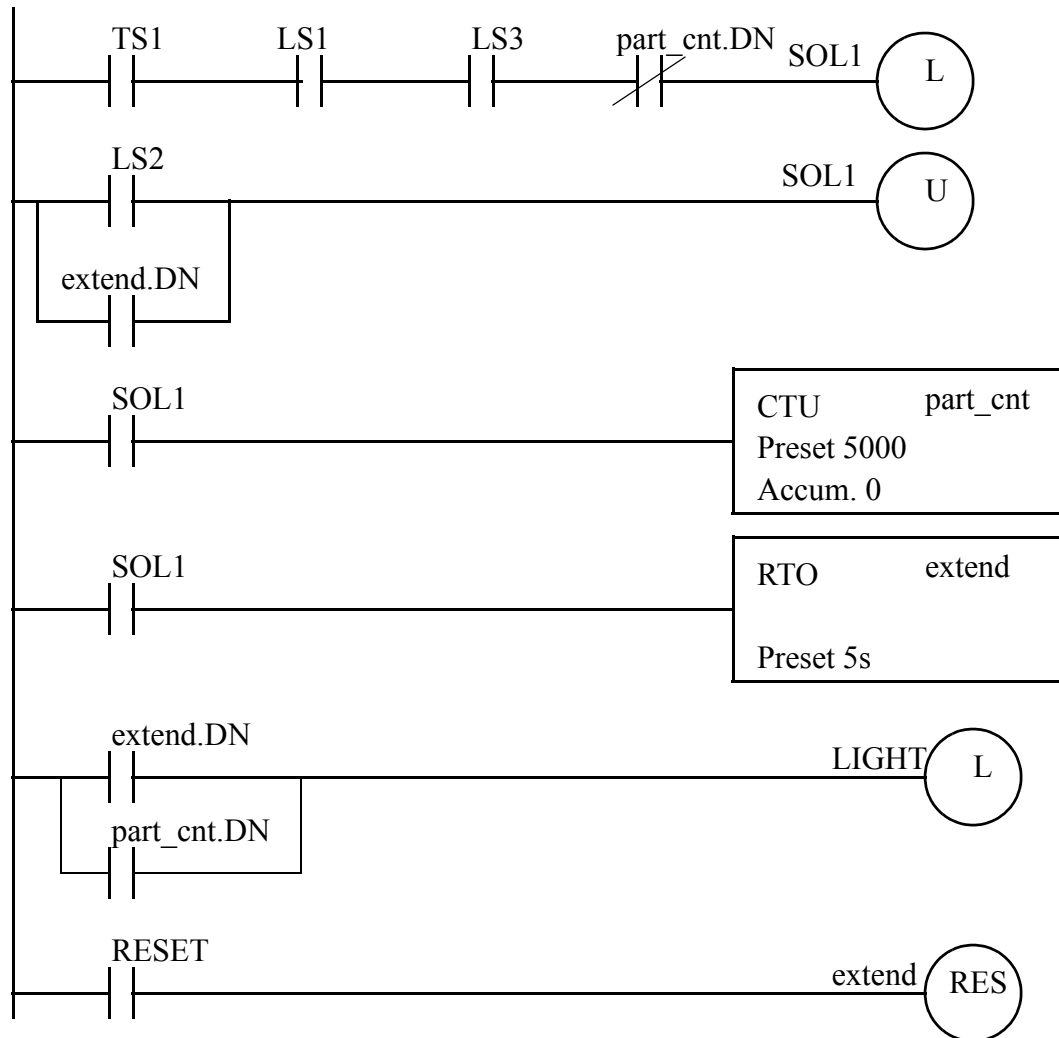 TS1 LS1 LS3 part_cnt.DN SOL1 L
LS2 SOL1 U
extend.DN
SOL1 CTU part_cnt
Preset 5000
Accum. 0
SOL1 RTO extend
Preset 5s
extend.DN LIGHT L
part_cnt.DN
RESET extend RES